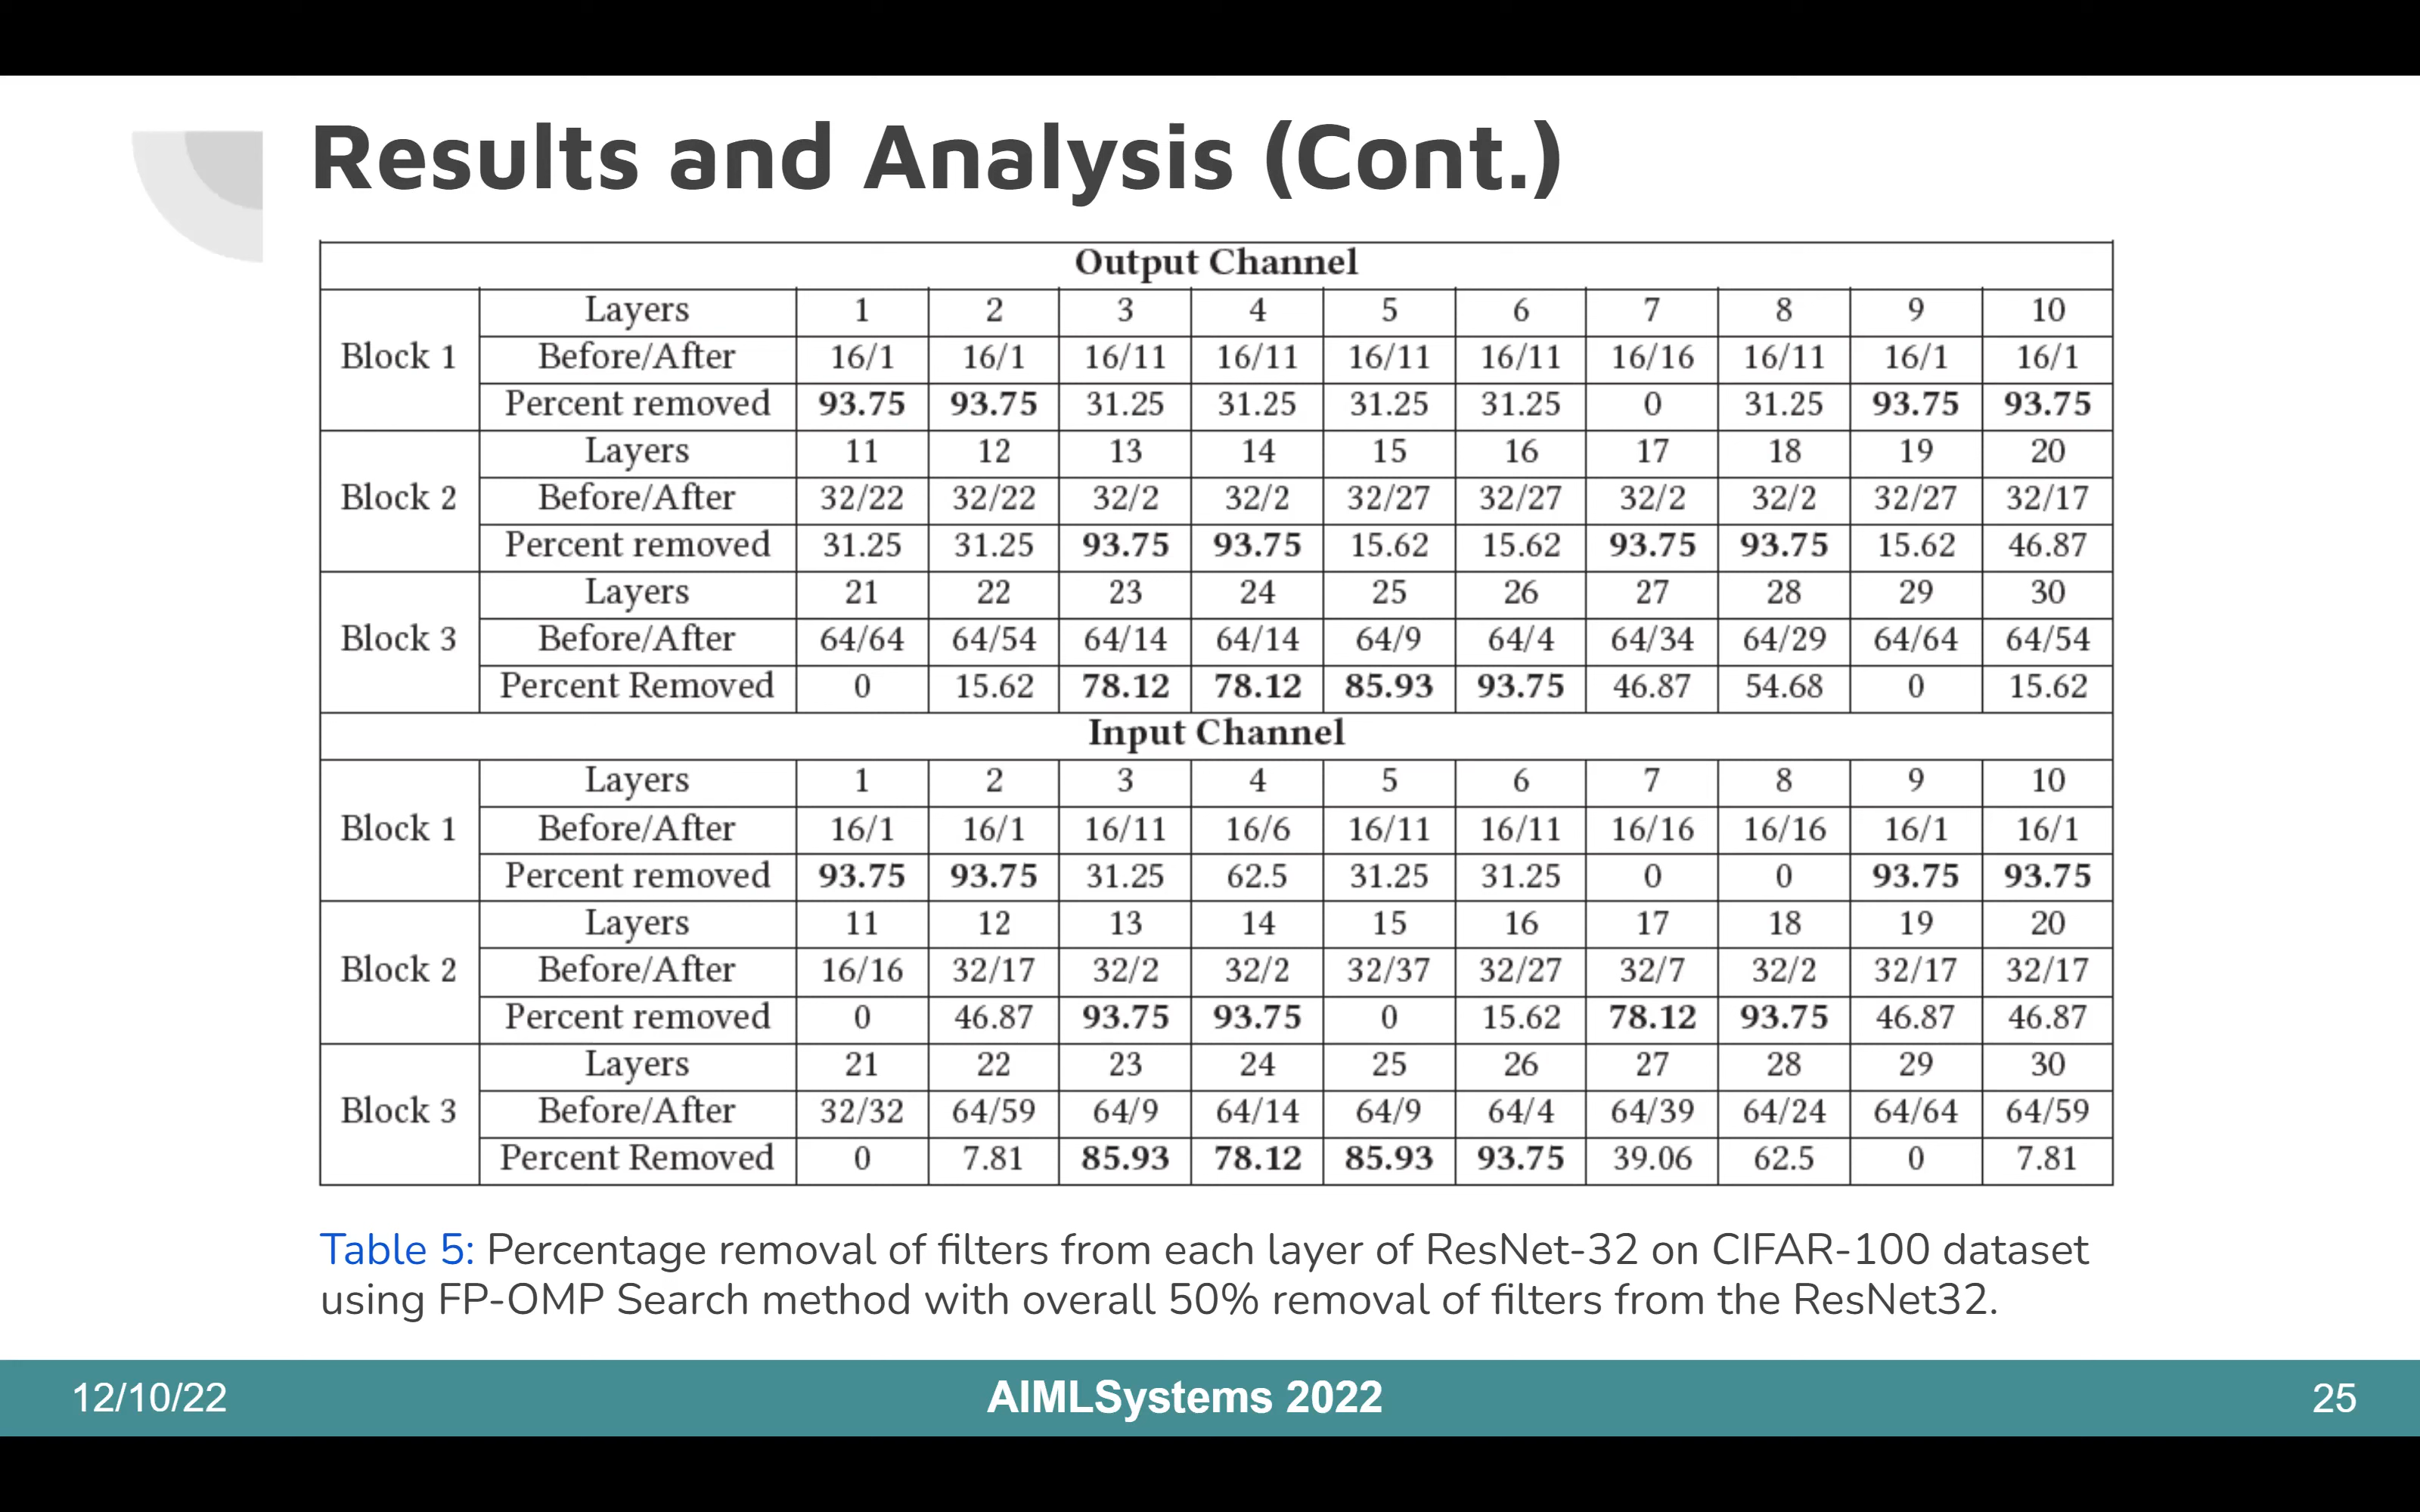 Results and Analysis (Cont.)
Output Channel
Block 1
Layers 1 2 3 4 5 6 7 8 9 10
Before/After 16/1 16/1 16/11 16/11 16/11 16/11 16/16 16/11 16/1 16/1
Percent removed 93.75 93.75 31.25 31.25 31.25 31.25 0 31.25 93.75 93.75
Block 2
Layers 11 12 13 14 15 16 17 18 19 20
Before/After 32/22 32/22 32/2 32/2 32/27 32/27 32/2 32/2 32/27 32/17
Percent removed 31.25 31.25 93.75 93.75 15.62 15.62 93.75 93.75 15.62 46.87
Block 3
Layers 21 22 23 24 25 26 27 28 29 30
Before/After 64/64 64/54 64/14 64/14 64/9 64/4 64/34 64/29 64/64 64/54
Percent Removed 0 15.62 78.12 78.12 85.93 93.75 46.87 54.68 0 15.62
Input Channel
Block 1
Layers 1 2 3 4 5 6 7 8 9 10
Before/After 16/1 16/1 16/11 16/6 16/11 16/11 16/16 16/16 16/1 16/1
Percent removed 93.75 93.75 31.25 62.5 31.25 31.25 0 0 93.75 93.75
Block 2
Layers 11 12 13 14 15 16 17 18 19 20
Before/After 16/16 32/17 32/2 32/2 32/37 32/27 32/7 32/2 32/17 32/17
Percent removed 0 46.87 93.75 93.75 0 15.62 78.12 93.75 46.87 46.87
Block 3
Layers 21 22 23 24 25 26 27 28 29 30
Before/After 32/32 64/59 64/9 64/14 64/9 64/4 64/39 64/24 64/64 64/59
Percent Removed 0 7.81 85.93 78.12 85.93 93.75 39.06 62.5 0 7.81
Table 5: Percentage removal of filters from each layer of ResNet-32 on CIFAR-100 dataset
using FP-OMP Search method with overall 50% removal of filters from the ResNet32.
12/10/22
AIMLSystems 2022
25